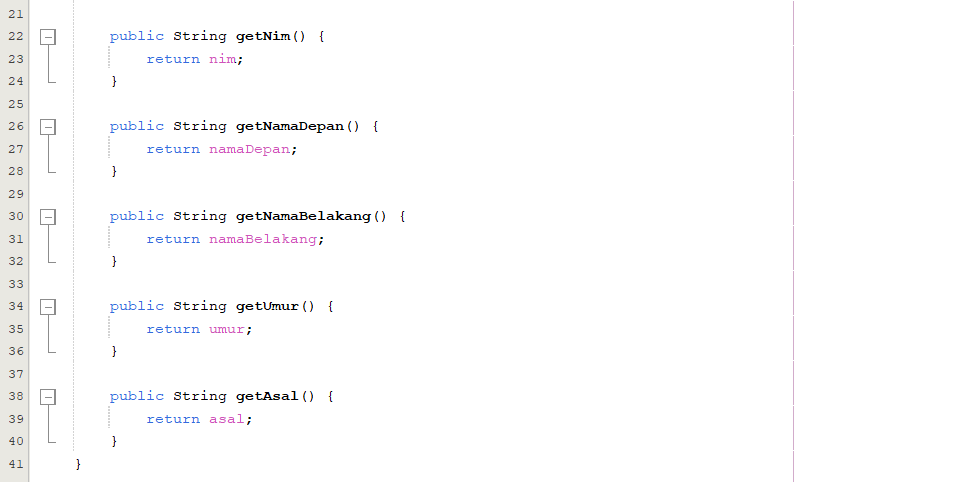 21
22 public String getNim() {
23 return nim;
24 }
25
26 public String getNamaDepan() {
27 return namaDepan;
28 }
29
30 public String getNamaBelakang() {
31 return namaBelakang;
32 }
33
34 public String getUmur() {
35 return umur;
36 }
37
38 public String getAsal() {
39 return asal;
40 }
41 }